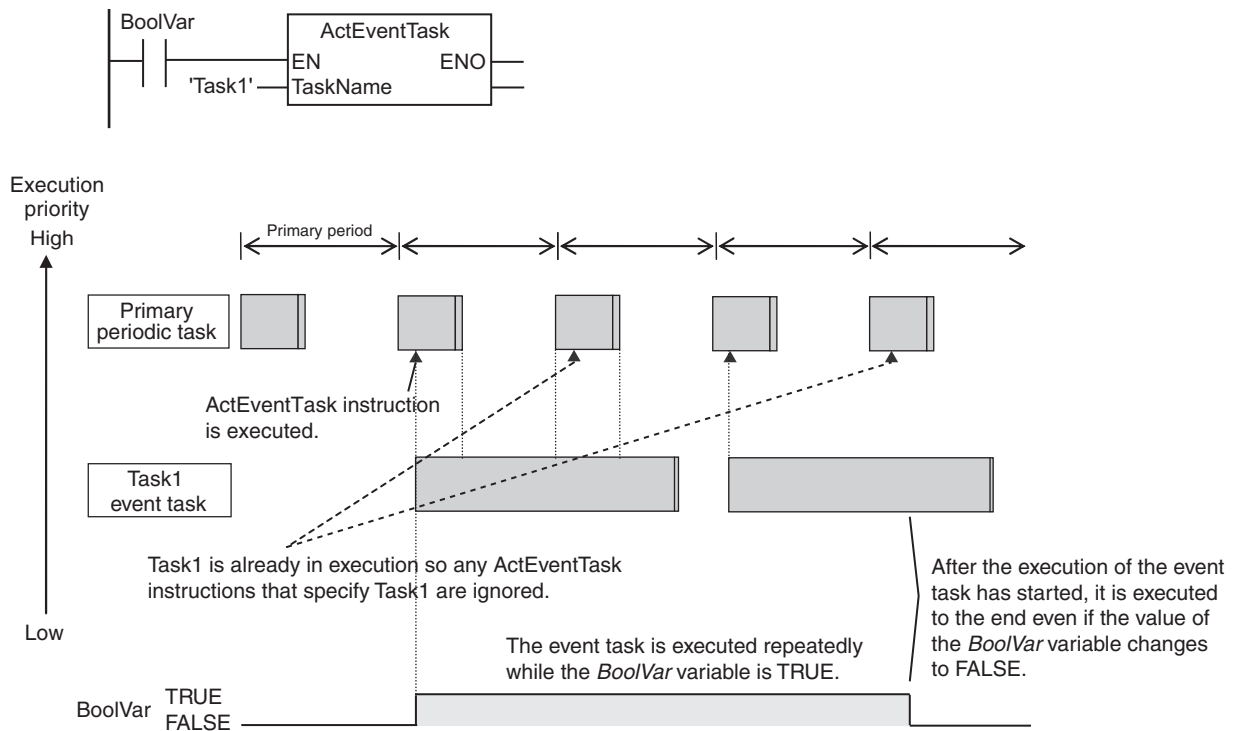 BoolVar
ActEventTask
EN ENO
'Task1' TaskName
Execution
priority
High
Primary period
Primary
periodic task
ActEventTask instruction
is executed.
Task1
event task
Task1 is already in execution so any ActEventTask
instructions that specify Task1 are ignored.
After the execution of the event
task has started, it is executed
to the end even if the value of
the BoolVar variable changes
to FALSE.
Low
The event task is executed repeatedly
while the BoolVar variable is TRUE.
BoolVar TRUE
FALSE